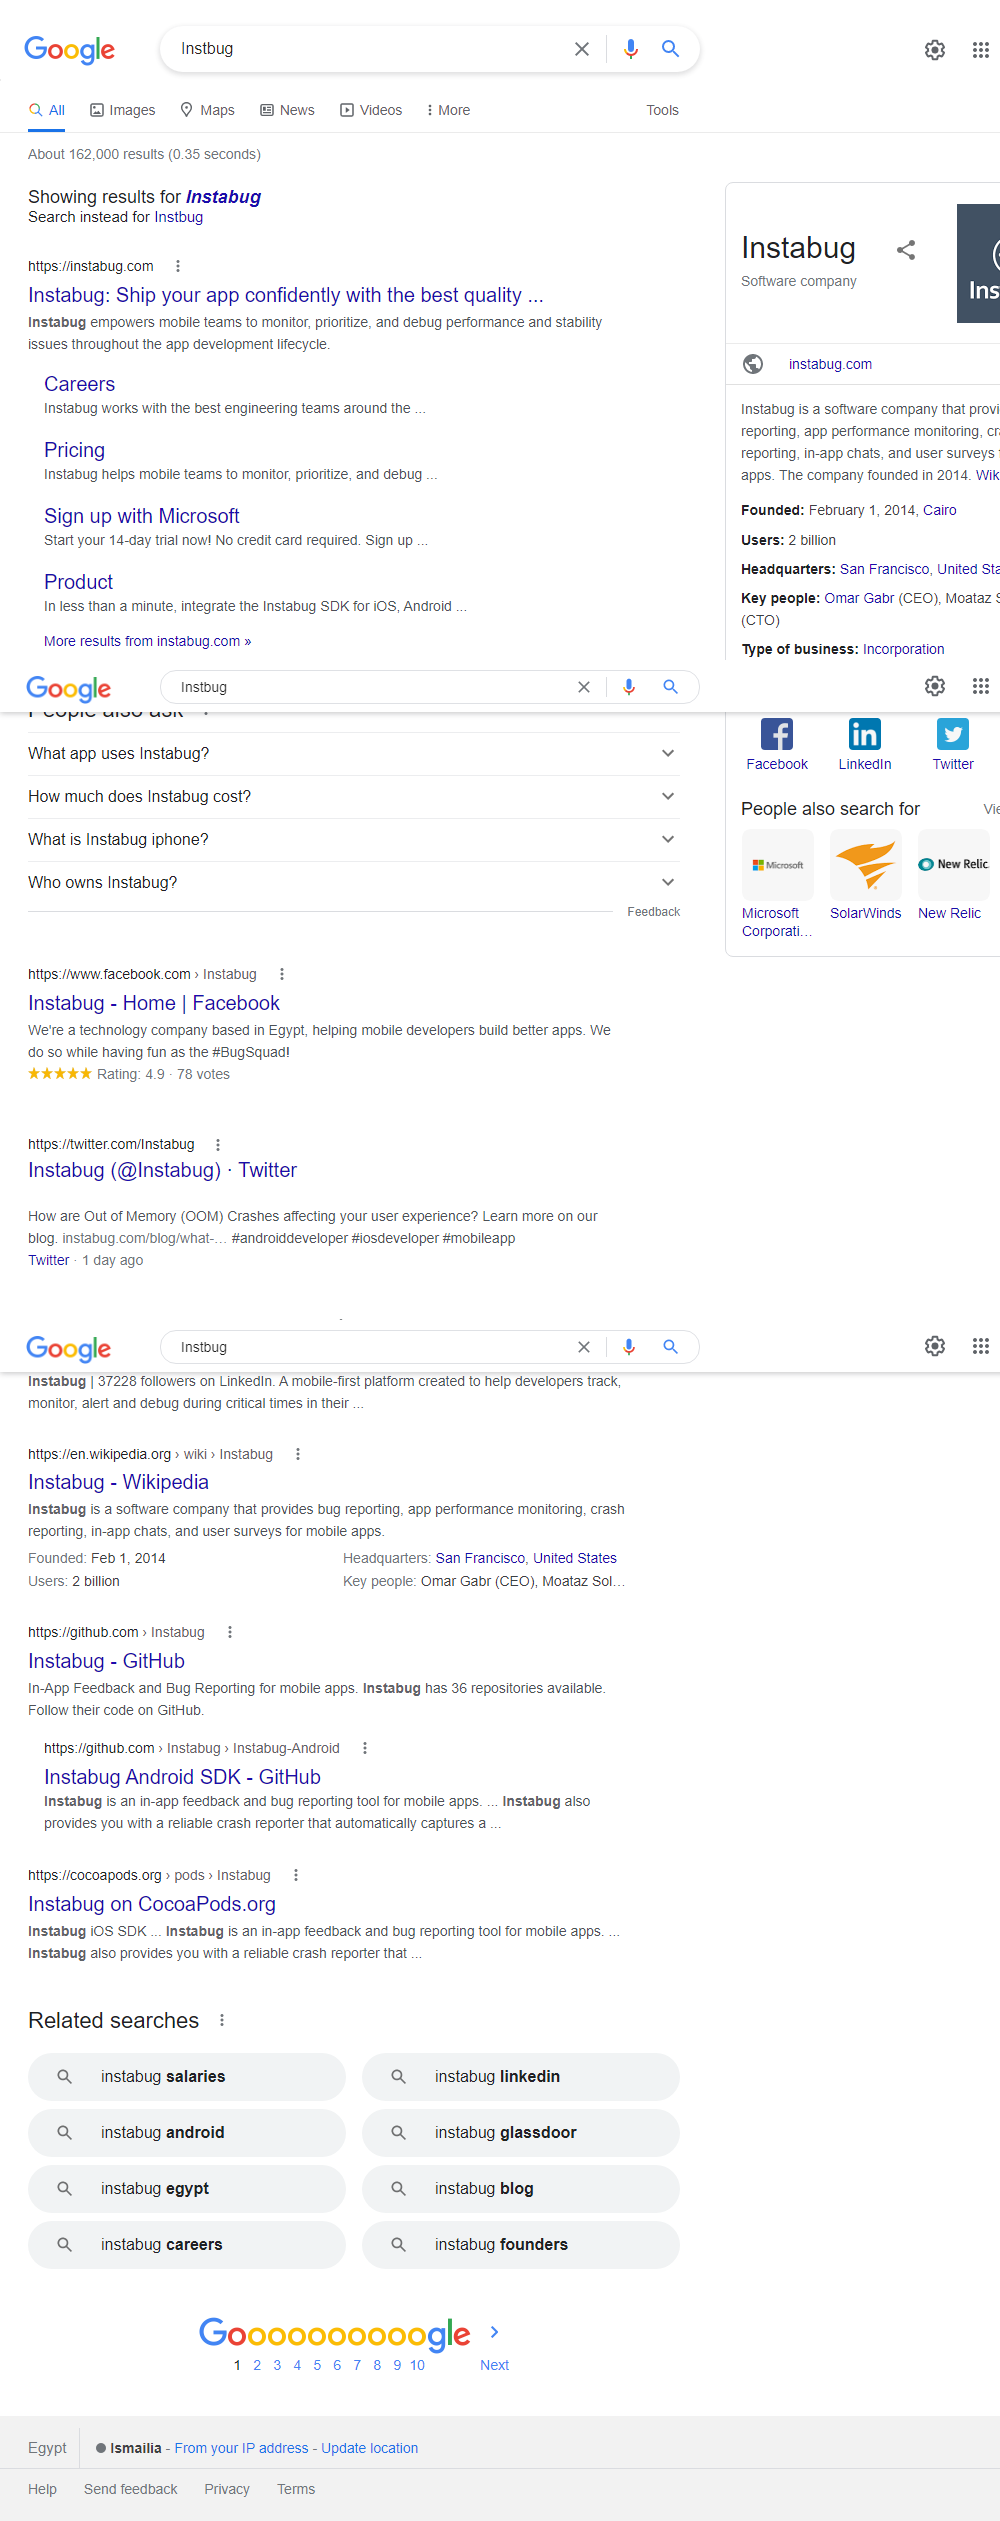 Google
Instbug
All
Images
Maps
News
Videos
More
Tools
About 162,000 results (0.35 seconds)
Showing results for Instabug
Search instead for Instbug
https://instabug.com
Instabug: Ship your app confidently with the best quality ...
Instabug empowers mobile teams to monitor, prioritize, and debug performance and stability
issues throughout the app development lifecycle.
Careers
Instabug works with the best engineering teams around the ...
Pricing
Instabug helps mobile teams to monitor, prioritize, and debug ...
Sign up with Microsoft
Start your 14-day trial now! No credit card required. Sign up ...
Product
In less than a minute, integrate the Instabug SDK for iOS, Android ...
More results from instabug.com »
Instabug
Software company
Ins
instabug.com
Instabug is a software company that provi
reporting, app performance monitoring, cr
reporting, in-app chats, and user surveys
apps. The company founded in 2014. Wik
Founded: February 1, 2014, Cairo
Users: 2 billion
Headquarters: San Francisco, United Sta
Key people: Omar Gabr (CEO), Moataz S
(CTO)
Type of business: Incorporation
Google
Instbug
People also ask
What app uses Instabug?
How much does Instabug cost?
What is Instabug iphone?
Who owns Instabug?
Feedback
Facebook
LinkedIn
Twitter
People also search for
Vie
Microsoft
New Relic.
Microsoft
Corporati...
SolarWinds
New Relic
https://www.facebook.com › Instabug
Instabug - Home | Facebook
We're a technology company based in Egypt, helping mobile developers build better apps. We
do so while having fun as the #BugSquad!
★★★★★ Rating: 4.9 · 78 votes
https://twitter.com/Instabug
Instabug (@Instabug) · Twitter
How are Out of Memory (OOM) Crashes affecting your user experience? Learn more on our
blog. instabug.com/blog/what-... #androiddeveloper #iosdeveloper #mobileapp
Twitter · 1 day ago
Google
Instbug
Instabug | 37228 followers on LinkedIn. A mobile-first platform created to help developers track,
monitor, alert and debug during critical times in their ...
https://en.wikipedia.org › wiki › Instabug
Instabug - Wikipedia
Instabug is a software company that provides bug reporting, app performance monitoring, crash
reporting, in-app chats, and user surveys for mobile apps.
Founded: Feb 1, 2014
Headquarters: San Francisco, United States
Users: 2 billion
Key people: Omar Gabr (CEO), Moataz Sol...
https://github.com › Instabug
Instabug - GitHub
In-App Feedback and Bug Reporting for mobile apps. Instabug has 36 repositories available.
Follow their code on GitHub.
https://github.com › Instabug › Instabug-Android
Instabug Android SDK - GitHub
Instabug is an in-app feedback and bug reporting tool for mobile apps. ... Instabug also
provides you with a reliable crash reporter that automatically captures a ...
https://cocoapods.org › pods › Instabug
Instabug on CocoaPods.org
Instabug iOS SDK ... Instabug is an in-app feedback and bug reporting tool for mobile apps. ...
Instabug also provides you with a reliable crash reporter that ...
Related searches
instabug salaries
instabug linkedin
instabug android
instabug glassdoor
instabug egypt
instabug blog
instabug careers
instabug founders
Goooooooooogle
1 2 3 4 5 6 7 8 9 10 Next
Egypt
Ismailia - From your IP address - Update location
Help
Send feedback
Privacy
Terms